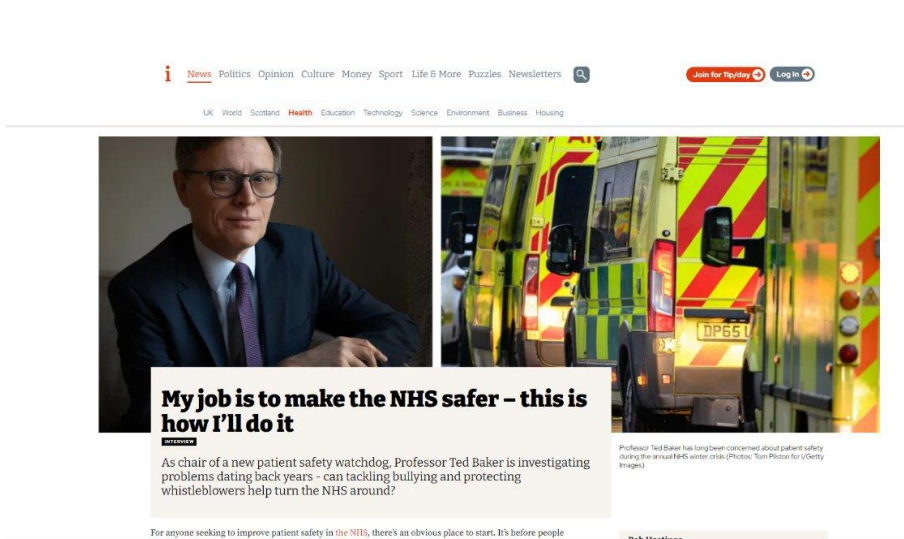 i News Politics Opinion Culture Money Sport Life & More Puzzles Newsletters Join for 11p/day Log In
UK World Scotland Health Education Technology Science Environment Business Housing
DP65 U
My job is to make the NHS safer – this is
how I'll do it
INTERVIEW
As chair of a new patient safety watchdog, Professor Ted Baker is investigating
problems dating back years - can tackling bullying and protecting
whistleblowers help turn the NHS around?
Professor Ted Baker has long been concerned about patient safety
during the annual NHS winter crisis (Photos: Tom Pilston for i/Getty
Images)
For anyone seeking to improve patient safety in the NHS, there's an obvious place to start. It's before people